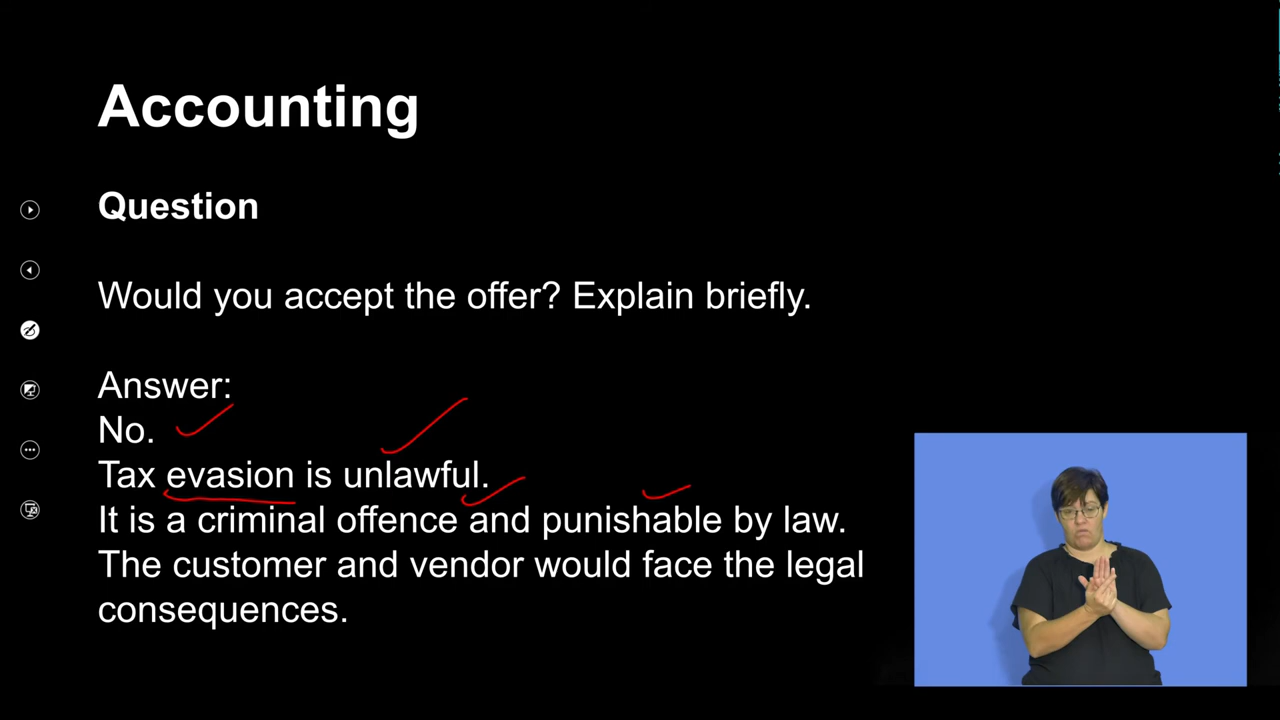 Accounting
Question
Would you accept the offer? Explain briefly.
Answer:
No.
Tax evasion is unlawful.
It is a criminal offence and punishable by law.
The customer and vendor would face the legal
consequences.